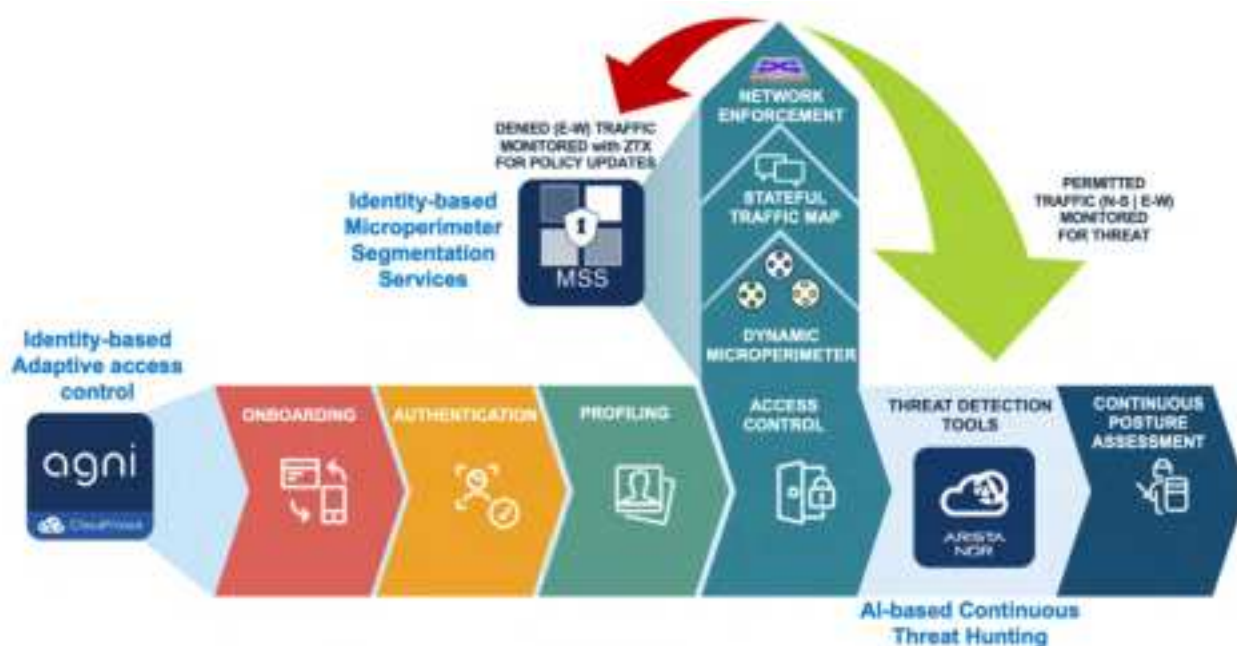 NETWORK
ENFORCEMENT
DENIED (E-W) TRAFFIC
MONITORED with ZTX
FOR POLICY UPDATES
Identity-based
Microperimeter
Segmentation
Services
MSS
STATEFUL
TRAFFIC MAP
PERMITTED
TRAFFIC (N-S | E-W)
MONITORED
FOR THREAT
DYNAMIC
MICROPERIMETER
Identity-based
Adaptive access
control
agni
CloudVision
ONBOARDING
AUTHENTICATION
PROFILING
ACCESS
CONTROL
THREAT DETECTION
TOOLS
ARISTA
NDR
CONTINUOUS
POSTURE
ASSESSMENT
AI-based Continuous
Threat Hunting